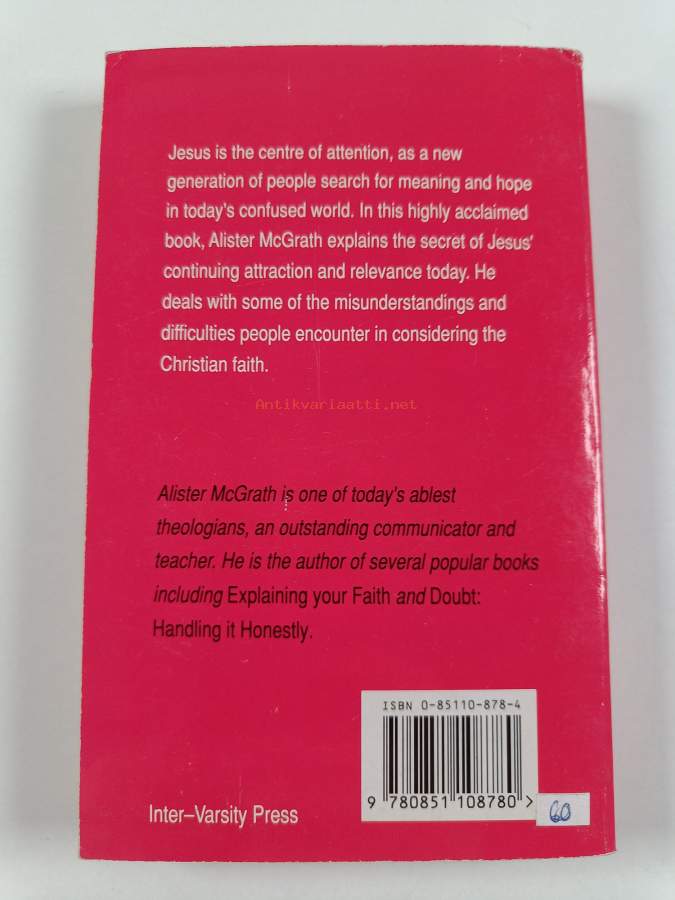 Jesus is the centre of attention, as a new
generation of people search for meaning and hope
in today's confused world. In this highly acclaimed
book, Alister McGrath explains the secret of Jesus'
continuing attraction and relevance today. He
deals with some of the misunderstandings and
difficulties people encounter in considering the
Christian faith.
Antikvariaatti.net
Alister McGrath is one of today's ablest
theologians, an outstanding communicator and
teacher. He is the author of several popular books
including Explaining your Faith and Doubt:
Handling it Honestly.
ISBN 0-85110-878-4
9 780851 108780 >
60
Inter–Varsity Press